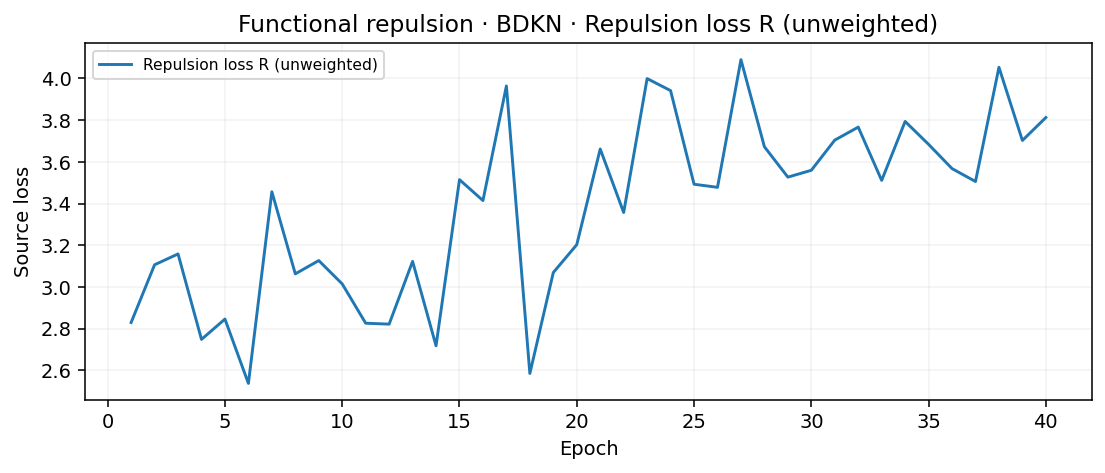 Functional repulsion · BDKN · Repulsion loss R (unweighted)
Repulsion loss R (unweighted)
Source loss
4.0
3.8
3.6
3.4
3.2
3.0
2.8
2.6
0 5 10 15 20 25 30 35 40
Epoch